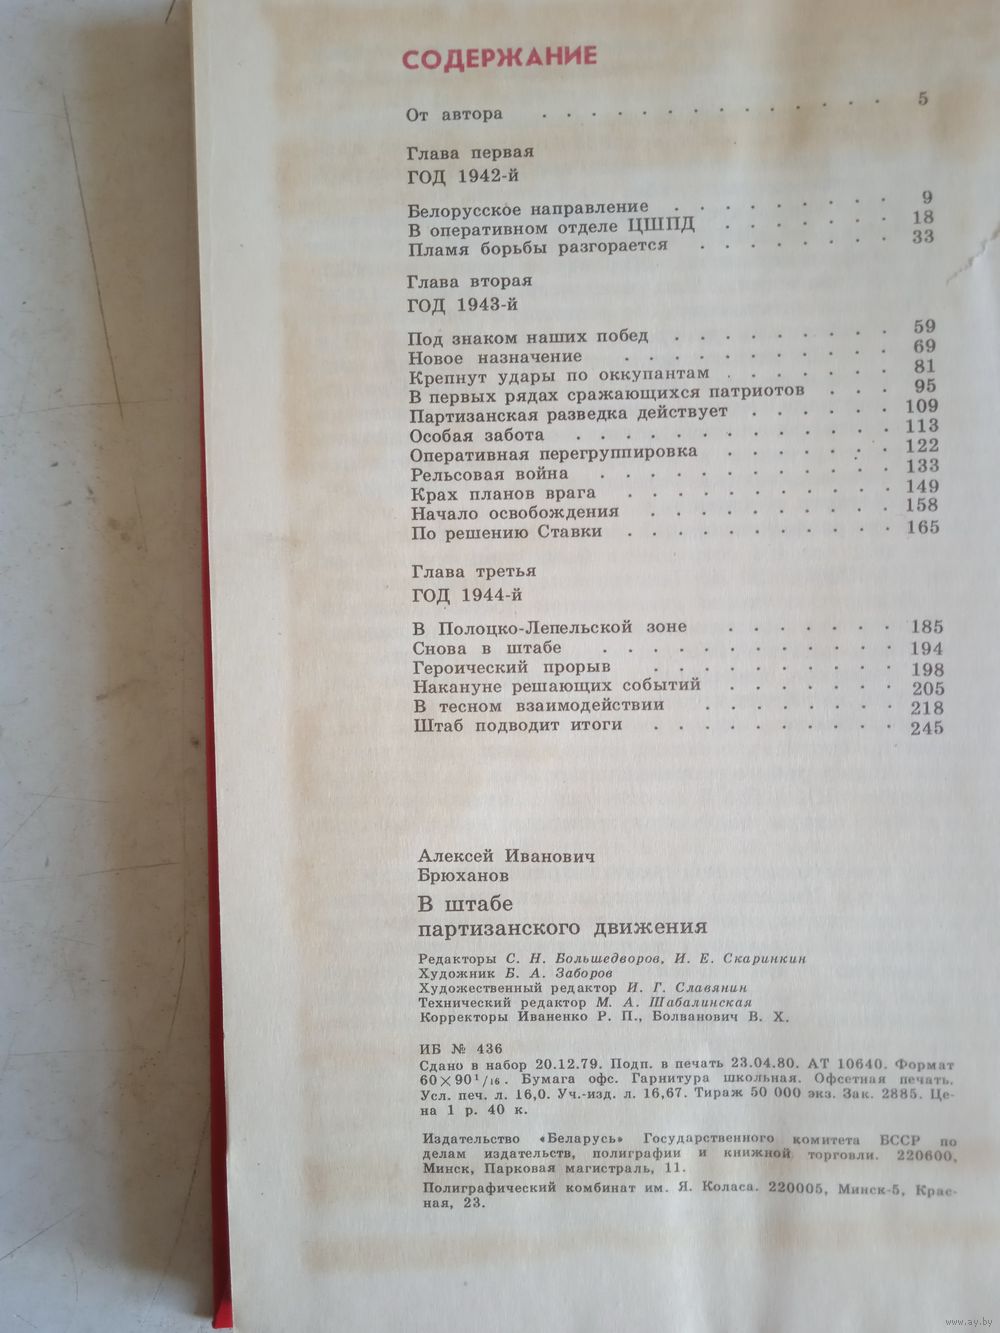 СОДЕРЖАНИЕ
От автора . . . . . . . . . . . . . . 5
Глава первая
ГОД 1942-й
Белорусское направление . . . . . . . . . 9
В оперативном отделе ЦШПД . . . . . . . 18
Пламя борьбы разгорается . . . . . . . . 33
Глава вторая
ГОД 1943-й
Под знаком наших побед . . . . . . . . . 59
Новое назначение . . . . . . . . . . . 69
Крепнут удары по оккупантам . . . . . . . 81
В первых рядах сражающихся патриотов . . . 95
Партизанская разведка действует . . . . . . 109
Особая забота . . . . . . . . . . . . . 113
Оперативная перегруппировка . . . . . . . 122
Рельсовая война . . . . . . . . . . . . 133
Крах планов врага . . . . . . . . . . . 149
Начало освобождения . . . . . . . . . . 158
По решению Ставки . . . . . . . . . . . 165
Глава третья
ГОД 1944-й
В Полоцко-Лепельской зоне . . . . . . . 185
Снова в штабе . . . . . . . . . . . . 194
Героический прорыв . . . . . . . . . . 198
Накануне решающих событий . . . . . . . 205
В тесном взаимодействии . . . . . . . . 218
Штаб подводит итоги . . . . . . . . . . 245
Алексей Иванович
Брюханов
В штабе
партизанского движения
Редакторы С. Н. Большедворов, И. Е. Скаринкин
Художник Б. А. Заборов
Художественный редактор И. Г. Славянин
Технический редактор М. А. Шабалинская
Корректоры Иваненко Р. П., Болванович В. Х.
ИБ № 436
Сдано в набор 20.12.79. Подп. в печать 23.04.80. АТ 10640. Формат
60×90¹/₁₆. Бумага офс. Гарнитура школьная. Офсетная печать.
Усл. печ. л. 16,0. Уч.-изд. л. 16,67. Тираж 50 000 экз. Зак. 2885. Це-
на 1 р. 40 к.
Издательство «Беларусь» Государственного комитета БССР по
делам издательств, полиграфии и книжной торговли. 220600,
Минск, Парковая магистраль, 11.
Полиграфический комбинат им. Я. Коласа. 220005, Минск-5, Крас-
ная, 23.
www.ay.by